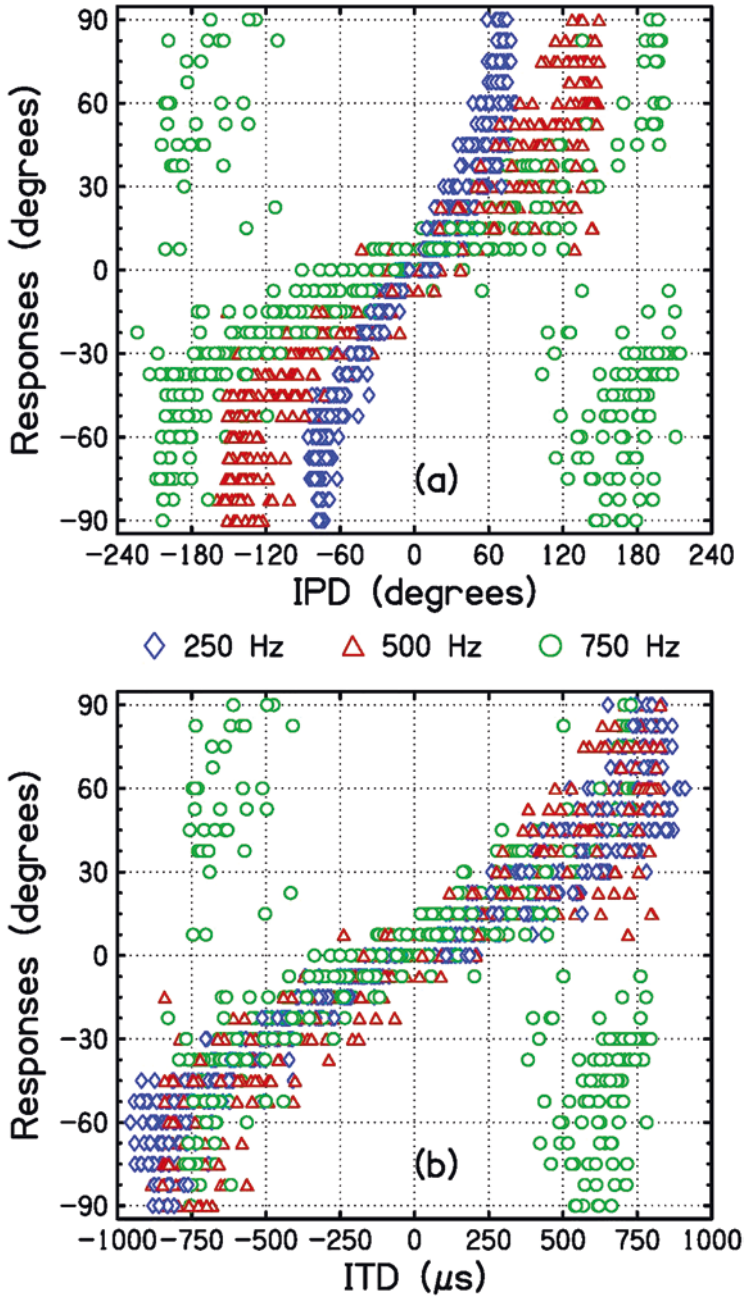 90
60
30
0
−30
−60
−90
Responses (degrees)
(a)
−240 −180 −120 −60 0 60 120 180 240
IPD (degrees)
250 Hz 500 Hz 750 Hz
90
60
30
0
−30
−60
−90
Responses (degrees)
(b)
−1000 −750 −500 −250 0 250 500 750 1000
ITD (μs)